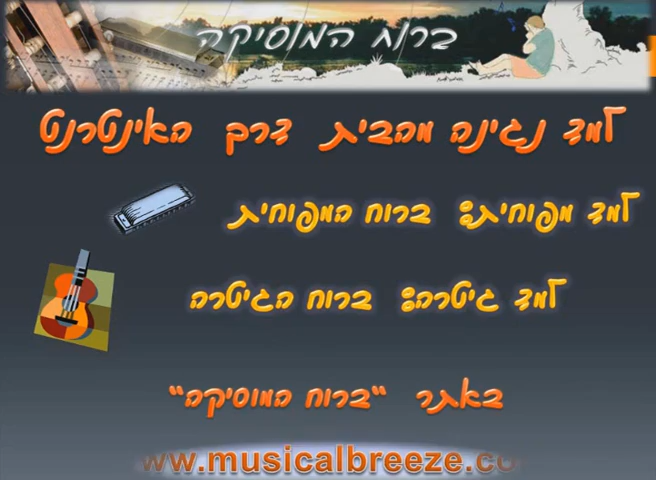 ברוח המוסיקה
למד נגינה מהבית דרך האינטרנט
למד מפוחית: ברוח המפוחית
למד גיטרה: ברוח הגיטרה
באתר "ברוח המוסיקה"
www.musicalbreeze.co